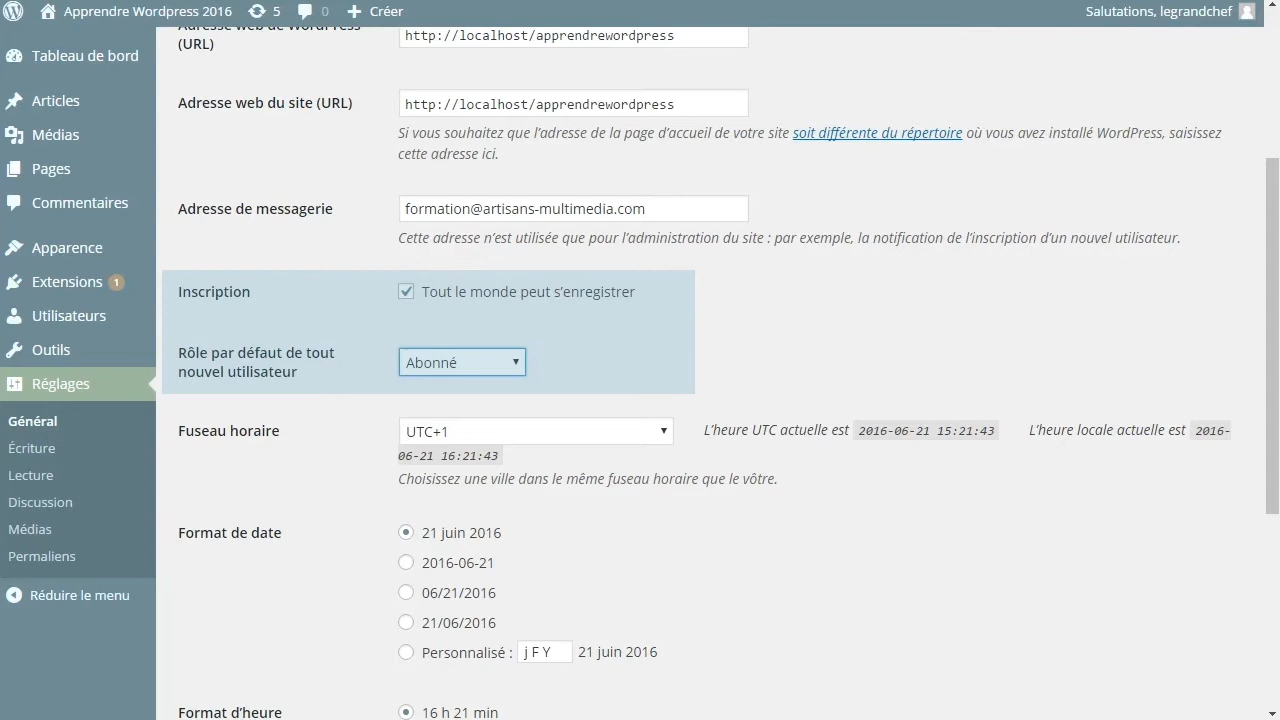 Apprendre Wordpress 2016 5 0 Créer Salutations, legrandchef
Tableau de bord
Articles
Médias
Pages
Commentaires
Apparence
Extensions 1
Utilisateurs
Outils
Réglages
Général
Écriture
Lecture
Discussion
Médias
Permaliens
Réduire le menu
(URL)
http://localhost/apprendrewordpress
Adresse web du site (URL)
http://localhost/apprendrewordpress
Si vous souhaitez que l’adresse de la page d’accueil de votre site soit différente du répertoire où vous avez installé WordPress, saisissez
cette adresse ici.
Adresse de messagerie
formation@artisans-multimedia.com
Cette adresse n’est utilisée que pour l’administration du site : par exemple, la notification de l’inscription d’un nouvel utilisateur.
Inscription
Tout le monde peut s’enregistrer
Rôle par défaut de tout
nouvel utilisateur
Abonné
Fuseau horaire
UTC+1
L’heure UTC actuelle est 2016-06-21 15:21:43 L’heure locale actuelle est 2016-
06-21 16:21:43
Choisissez une ville dans le même fuseau horaire que le vôtre.
Format de date
21 juin 2016
2016-06-21
06/21/2016
21/06/2016
Personnalisé : j F Y 21 juin 2016
Format d’heure
16 h 21 min